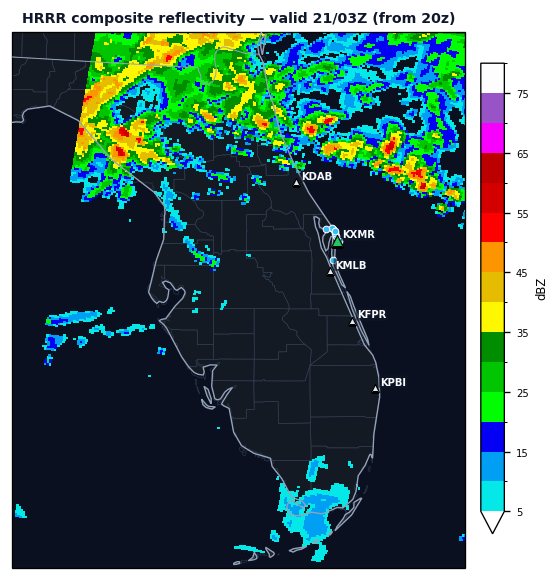 HRRR composite reflectivity — valid 21/03Z (from 20z)
KDAB
KXMR
KMLB
KFPR
KPBI
75
65
55
45
35
25
15
5
dBZ